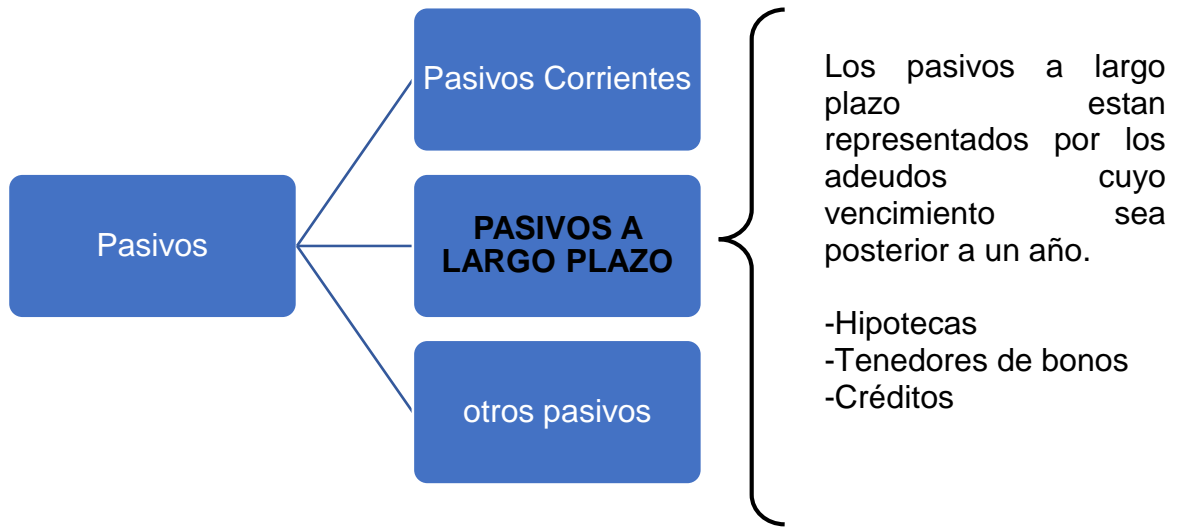 Pasivos
Pasivos Corrientes
PASIVOS A
LARGO PLAZO
otros pasivos
Los pasivos a largo
plazo estan
representados por los
adeudos cuyo
vencimiento sea
posterior a un año.
-Hipotecas
-Tenedores de bonos
-Créditos